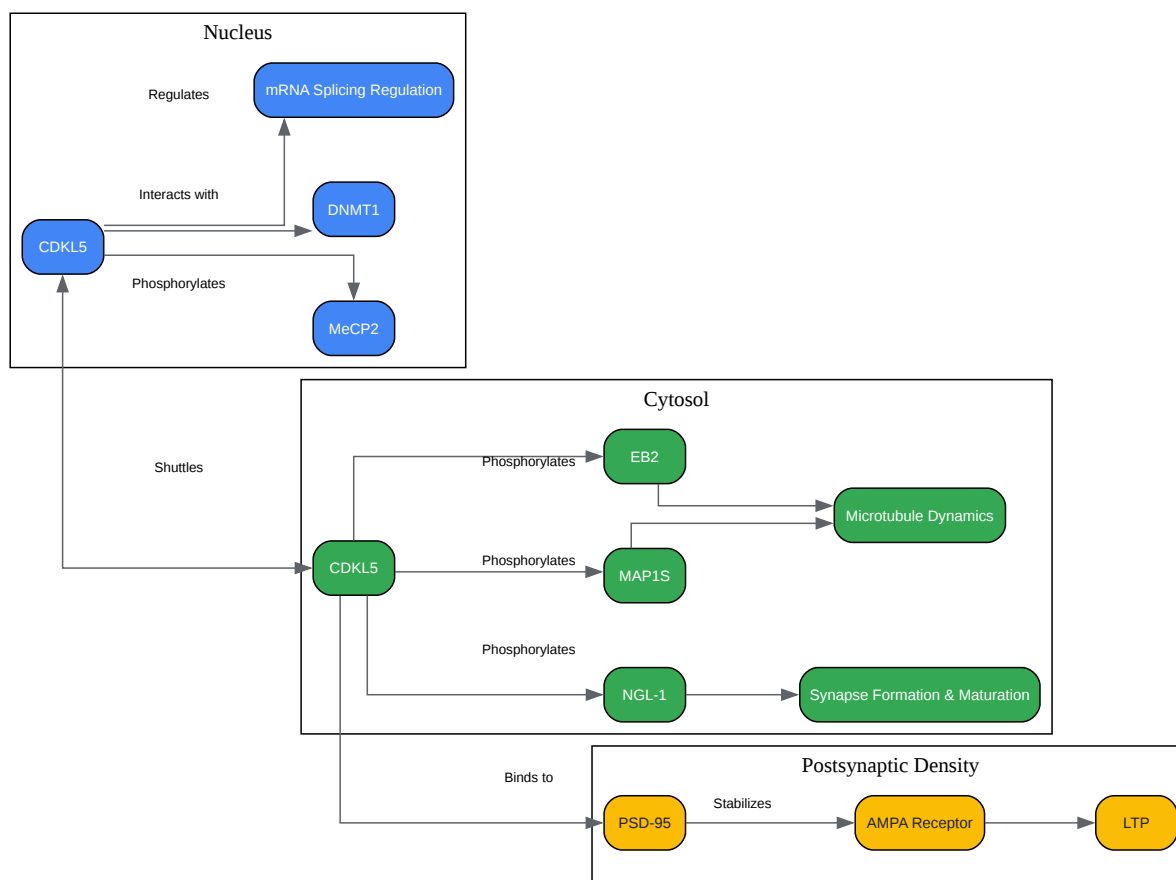 Nucleus
mRNA Splicing Regulation
Regulates
Interacts with
DNMT1
CDKL5
Phosphorylates
MeCP2
Shuttles
Cytosol
EB2
Phosphorylates
Microtubule Dynamics
CDKL5
Phosphorylates
MAP1S
Phosphorylates
NGL-1
Synapse Formation & Maturation
Postsynaptic Density
Binds to
Stabilizes
PSD-95
AMPA Receptor
LTP